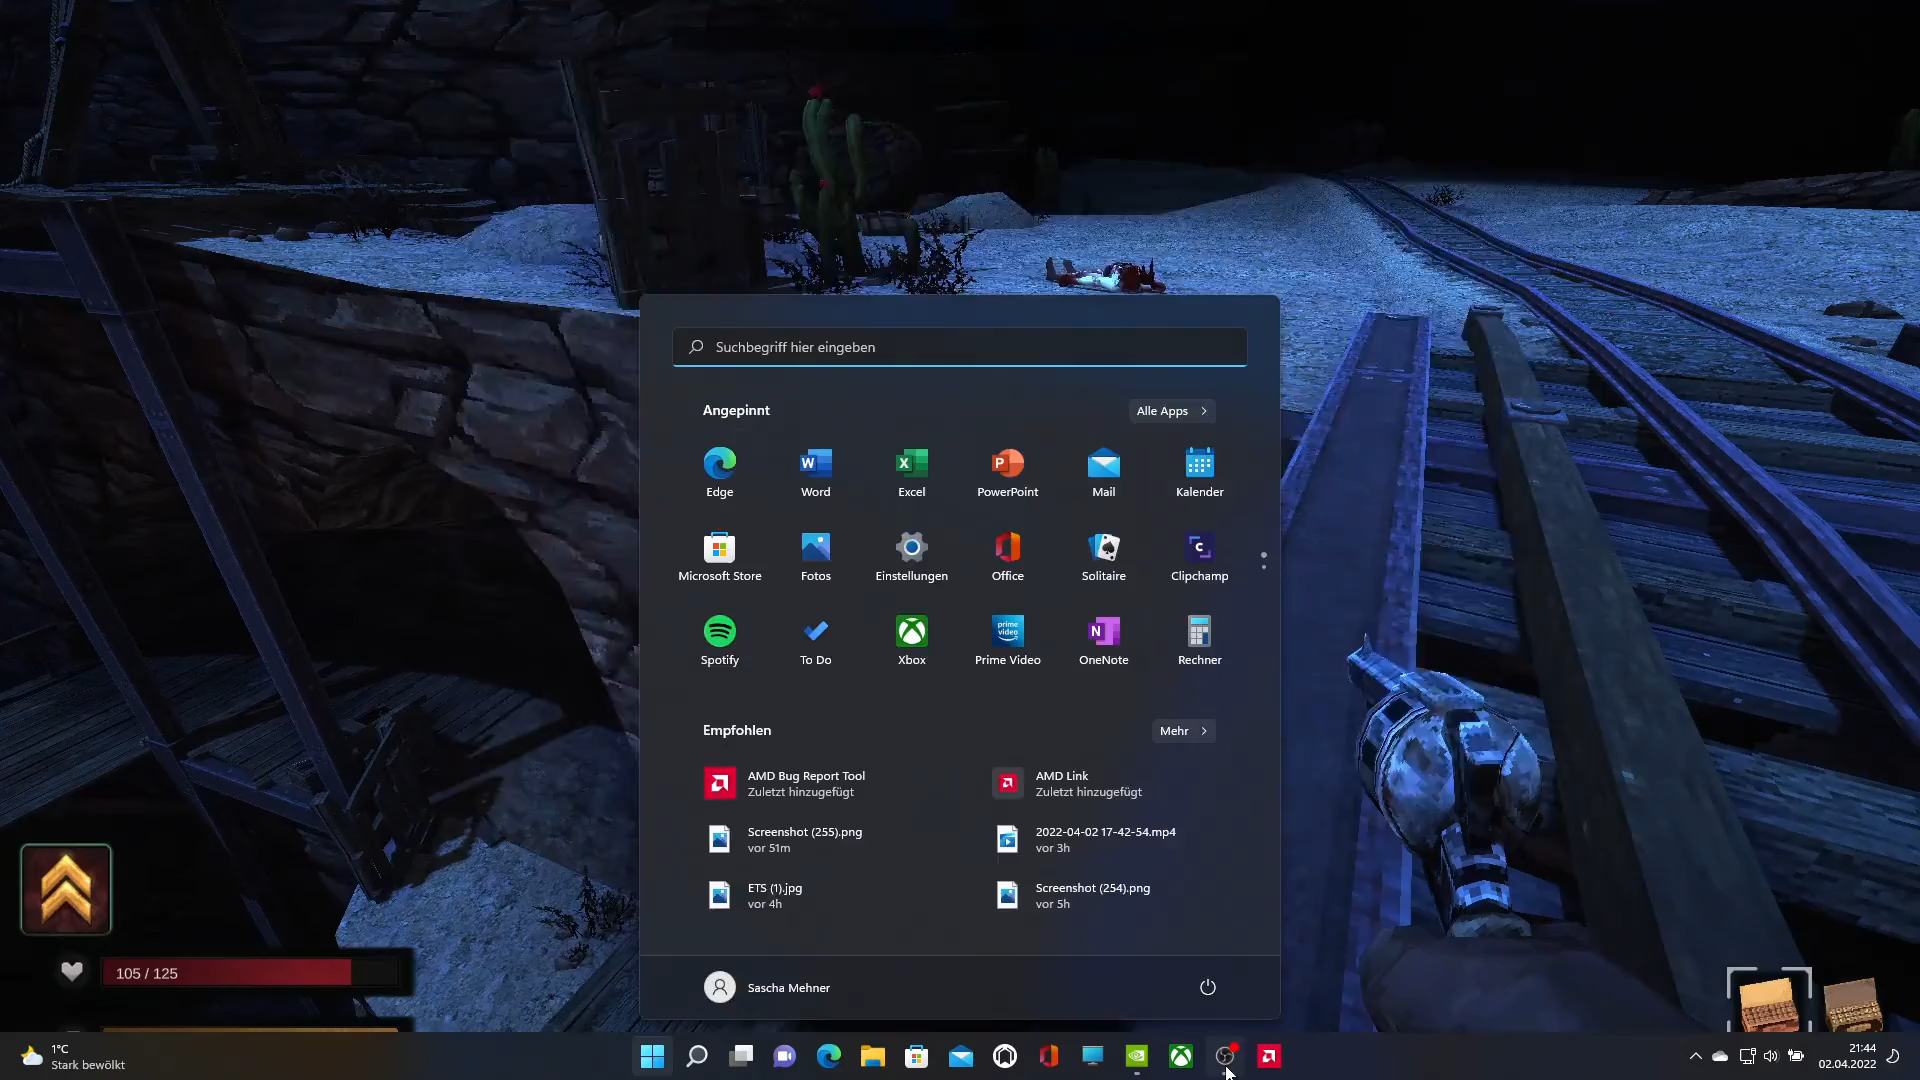 Suchbegriff hier eingeben
Angepinnt
Alle Apps
Edge
Word
Excel
PowerPoint
Mail
Kalender
Microsoft Store
Fotos
Einstellungen
Office
Solitaire
Clipchamp
Spotify
To Do
Xbox
prime video
Prime Video
OneNote
Rechner
Empfohlen
Mehr
AMD Bug Report Tool
Zuletzt hinzugefügt
AMD Link
Zuletzt hinzugefügt
Screenshot (255).png
vor 51m
2022-04-02 17-42-54.mp4
vor 3h
ETS (1).jpg
vor 4h
Screenshot (254).png
vor 5h
105 / 125
Sascha Mehner
1°C
Stark bewölkt
21:44
02.04.2022